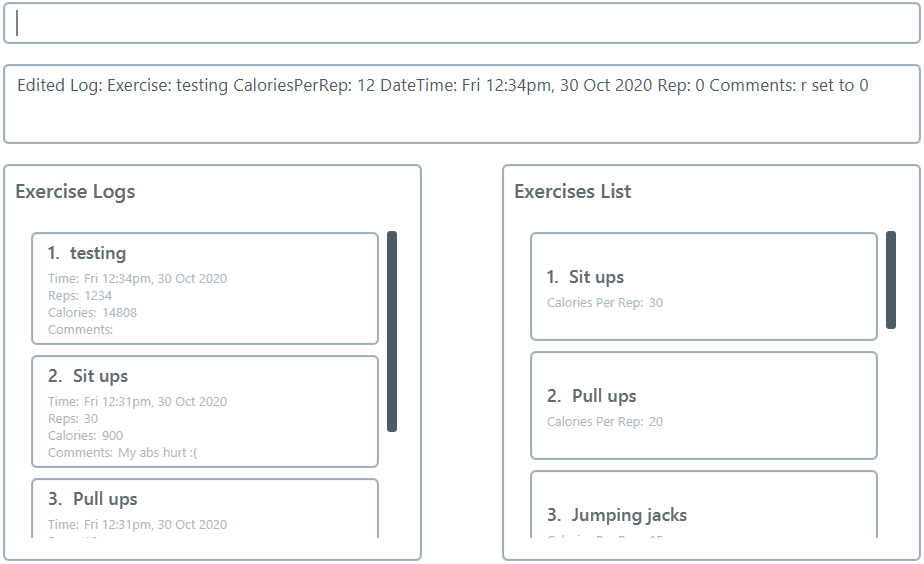 Edited Log: Exercise: testing CaloriesPerRep: 12 DateTime: Fri 12:34pm, 30 Oct 2020 Rep: 0 Comments: r set to 0
Exercise Logs
1. testing
Time: Fri 12:34pm, 30 Oct 2020
Reps: 1234
Calories: 14808
Comments:
2. Sit ups
Time: Fri 12:31pm, 30 Oct 2020
Reps: 30
Calories: 900
Comments: My abs hurt :(
3. Pull ups
Time: Fri 12:31pm, 30 Oct 2020
Exercises List
1. Sit ups
Calories Per Rep: 30
2. Pull ups
Calories Per Rep: 20
3. Jumping jacks